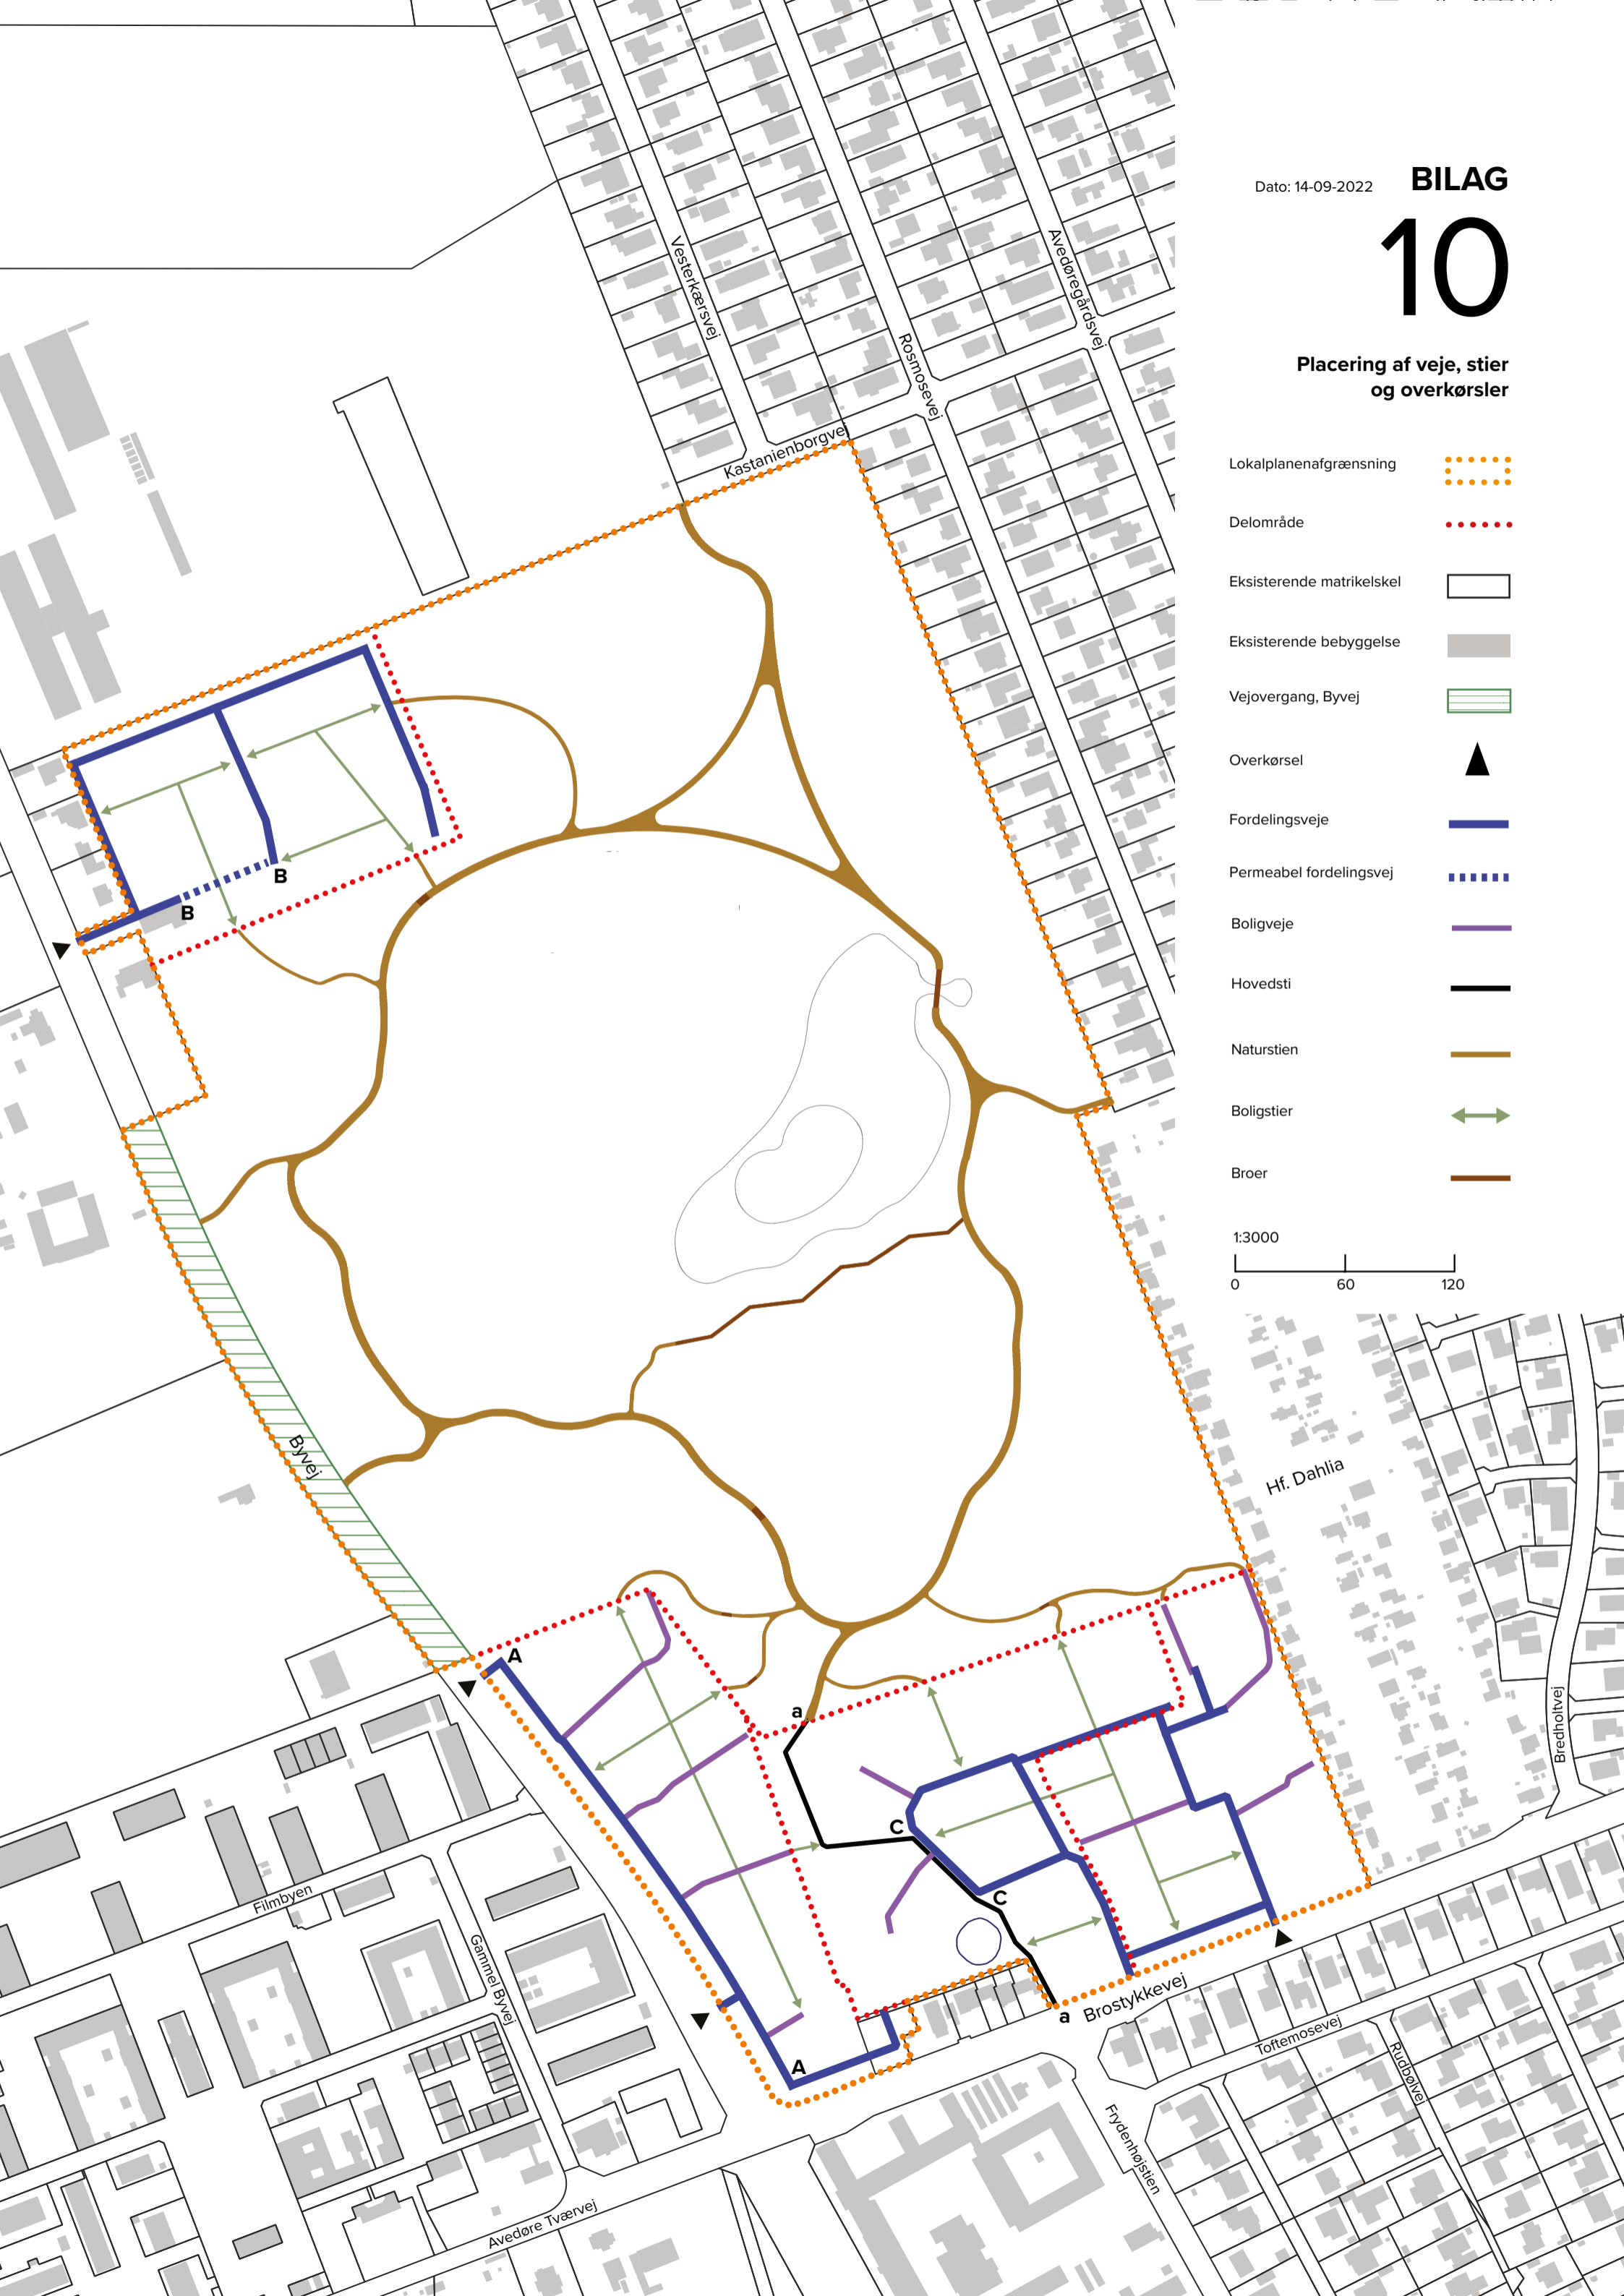 Dato: 14-09-2022
BILAG
10
Placering af veje, stier
og overkørsler
Lokalplanenafgrænsning
Delområde
Eksisterende matrikelskel
Eksisterende bebyggelse
Vejovergang, Byvej
Overkørsel
Fordelingsveje
Permeabel fordelingsvej
Boligveje
Hovedsti
Naturstien
Boligstier
Broer
1:3000
0 60 120
Vesterkærsvej
Rosmosevej
Avedøregårdsvej
Kastanienborgvej
B
B
Byvej
Hf. Dahlia
A
a
C
C
Bredholtvej
Filmbyen
Gammel Byvej
A
a
Brostykkevej
Toftemosevej
Frydenhøjstien
Avedøre Tværvej